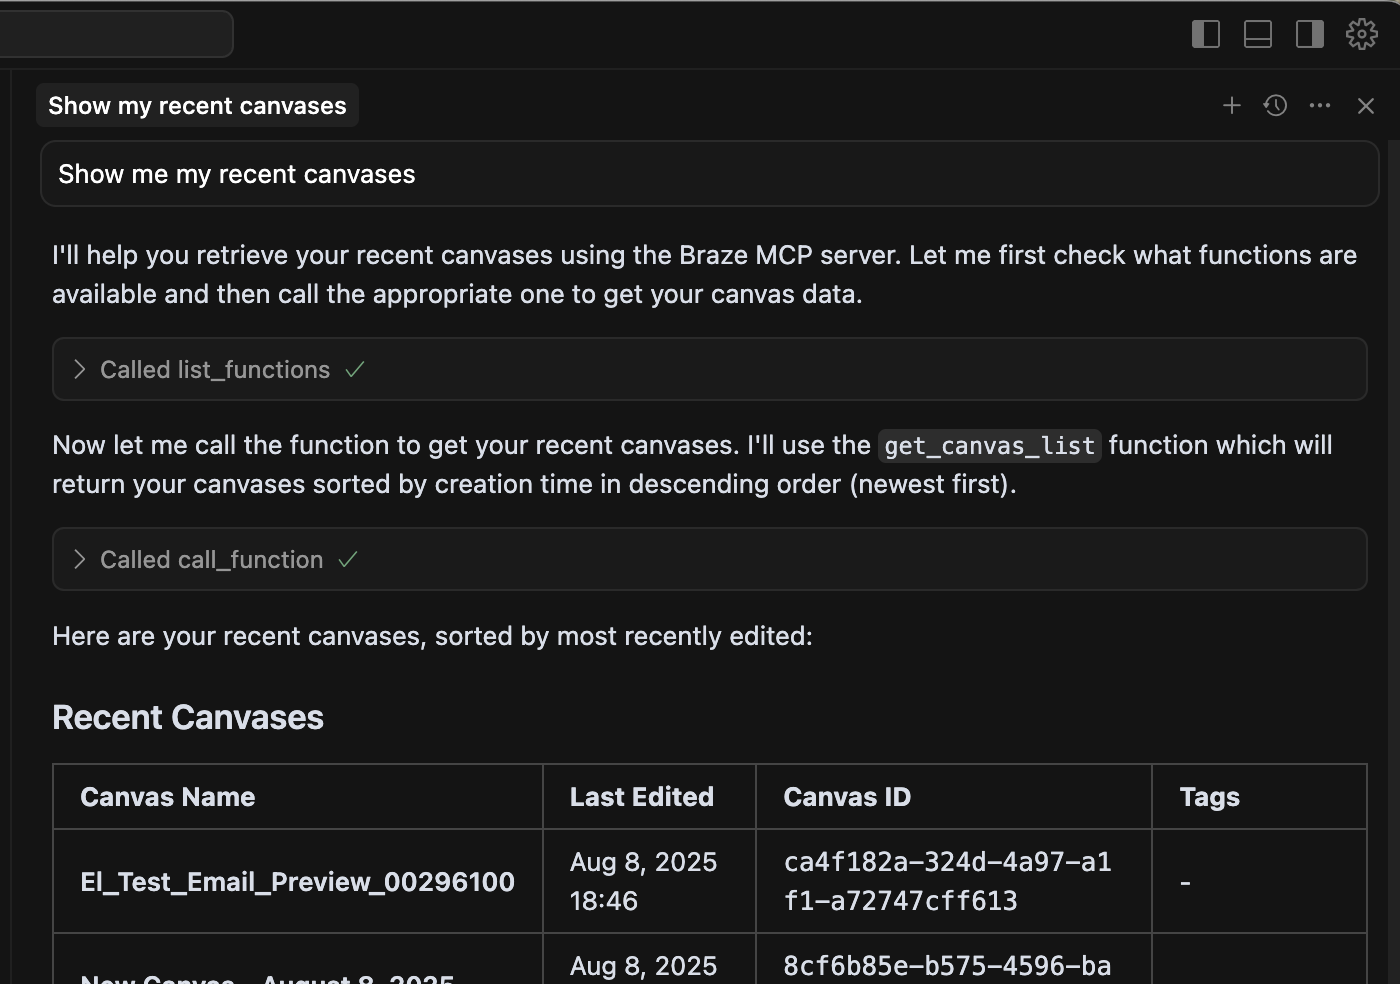 Show my recent canvases
Show me my recent canvases
I'll help you retrieve your recent canvases using the Braze MCP server. Let me first check what functions are
available and then call the appropriate one to get your canvas data.
Called list_functions
Now let me call the function to get your recent canvases. I'll use the get_canvas_list function which will
return your canvases sorted by creation time in descending order (newest first).
Called call_function
Here are your recent canvases, sorted by most recently edited:
Recent Canvases
Canvas Name Last Edited Canvas ID Tags
El_Test_Email_Preview_00296100 Aug 8, 2025 18:46 ca4f182a-324d-4a97-a1f1-a72747cff613 -
New Canvas - August 8, 2025 Aug 8, 2025 8cf6b85e-b575-4596-ba